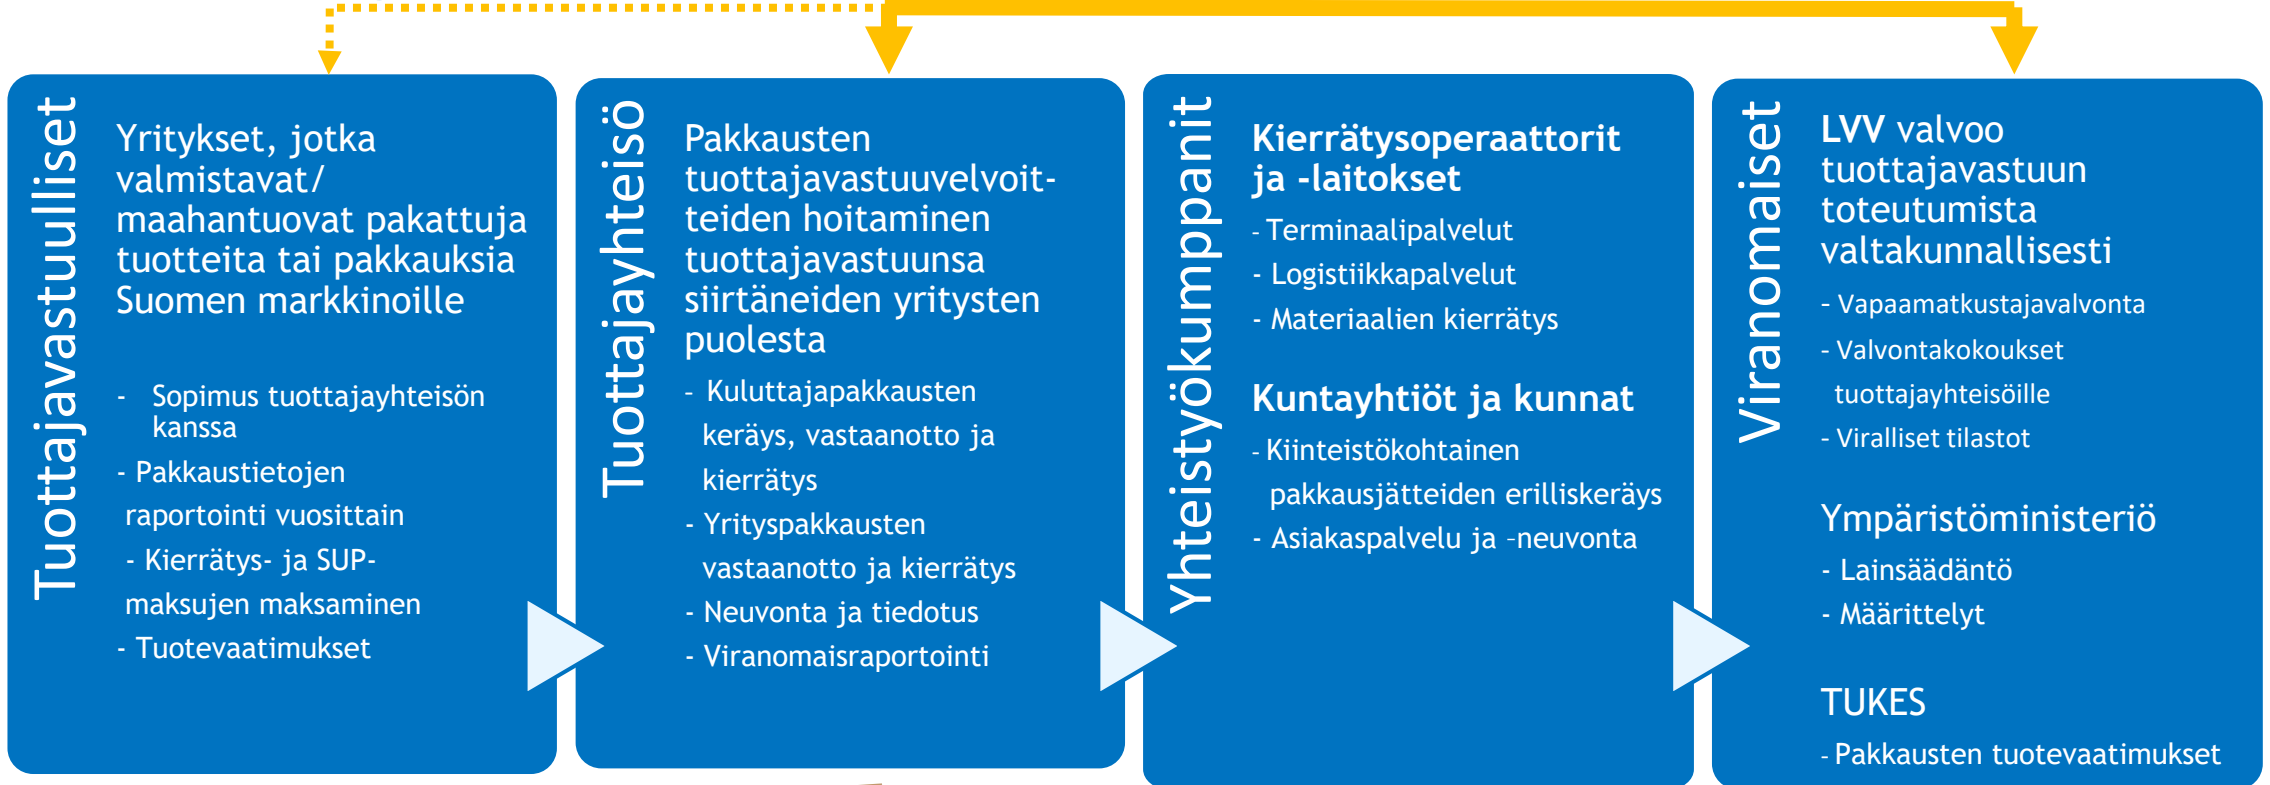 Tuottajavastuulliset
Yritykset, jotka
valmistavat/
maahantuovat pakattuja
tuotteita tai pakkauksia
Suomen markkinoille
- Sopimus tuottajayhteisön
kanssa
- Pakkaustietojen
raportointi vuosittain
- Kierrätys- ja SUP-
maksujen maksaminen
- Tuotevaatimukset
Tuottajayhteisö
Pakkausten
tuottajavastuuvelvoit-
teiden hoitaminen
tuottajavastuunsa
siirtäneiden yritysten
puolesta
- Kuluttajapakkausten
keräys, vastaanotto ja
kierrätys
- Yrityspakkausten
vastaanotto ja kierrätys
- Neuvonta ja tiedotus
- Viranomaisraportointi
Yhteistyökumppanit
Kierrätysoperaattorit
ja -laitokset
- Terminaalipalvelut
- Logistiikkapalvelut
- Materiaalien kierrätys
Kuntayhtiöt ja kunnat
- Kiinteistökohtainen
pakkausjätteiden erilliskeräys
- Asiakaspalvelu ja –neuvonta
Viranomaiset
LVV valvoo
tuottajavastuun
toteutumista
valtakunnallisesti
- Vapaamatkustajavalvonta
- Valvontakokoukset
tuottajayhteisöille
- Viralliset tilastot
Ympäristöministeriö
- Lainsäädäntö
- Määrittelyt
TUKES
- Pakkausten tuotevaatimukset